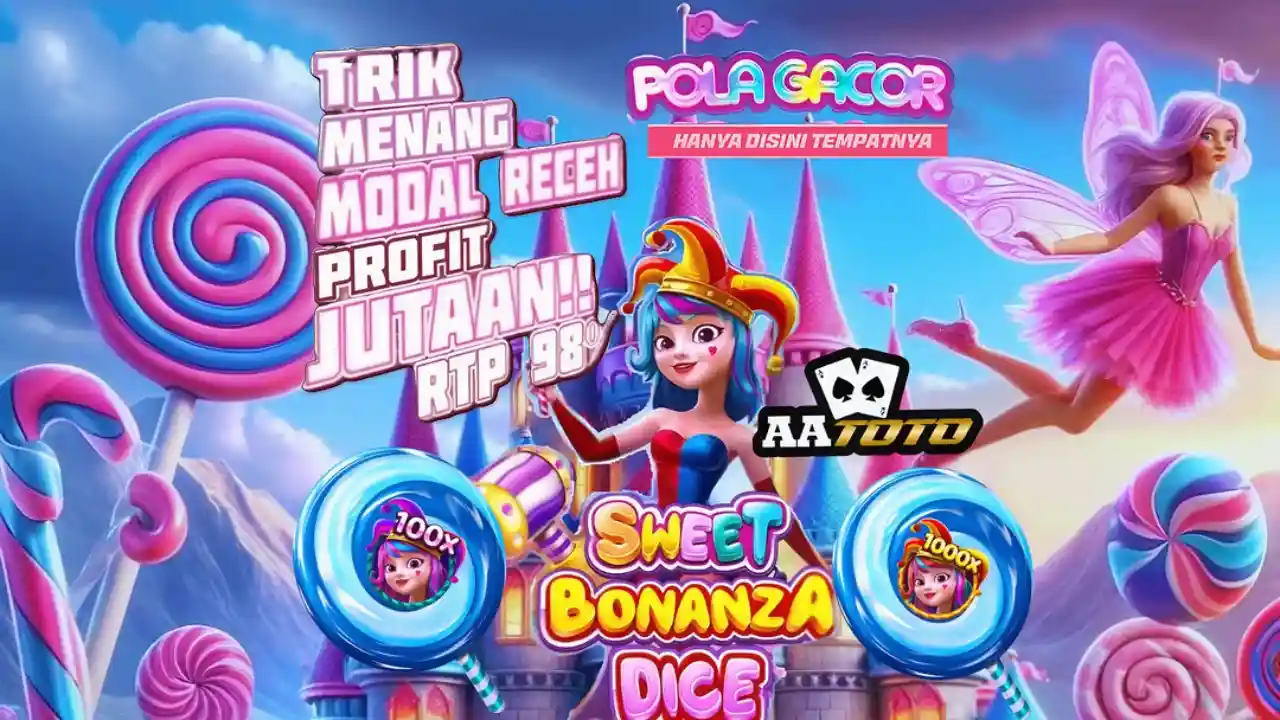 TRIK
MENANG
MODAL RECEH
PROFIT
JUTAAN!!
RTP 98%
POLA GACOR
HANYA DISINI TEMPATNYA
AATOTO
100X
1000X
SWEET
BONANZA
DICE